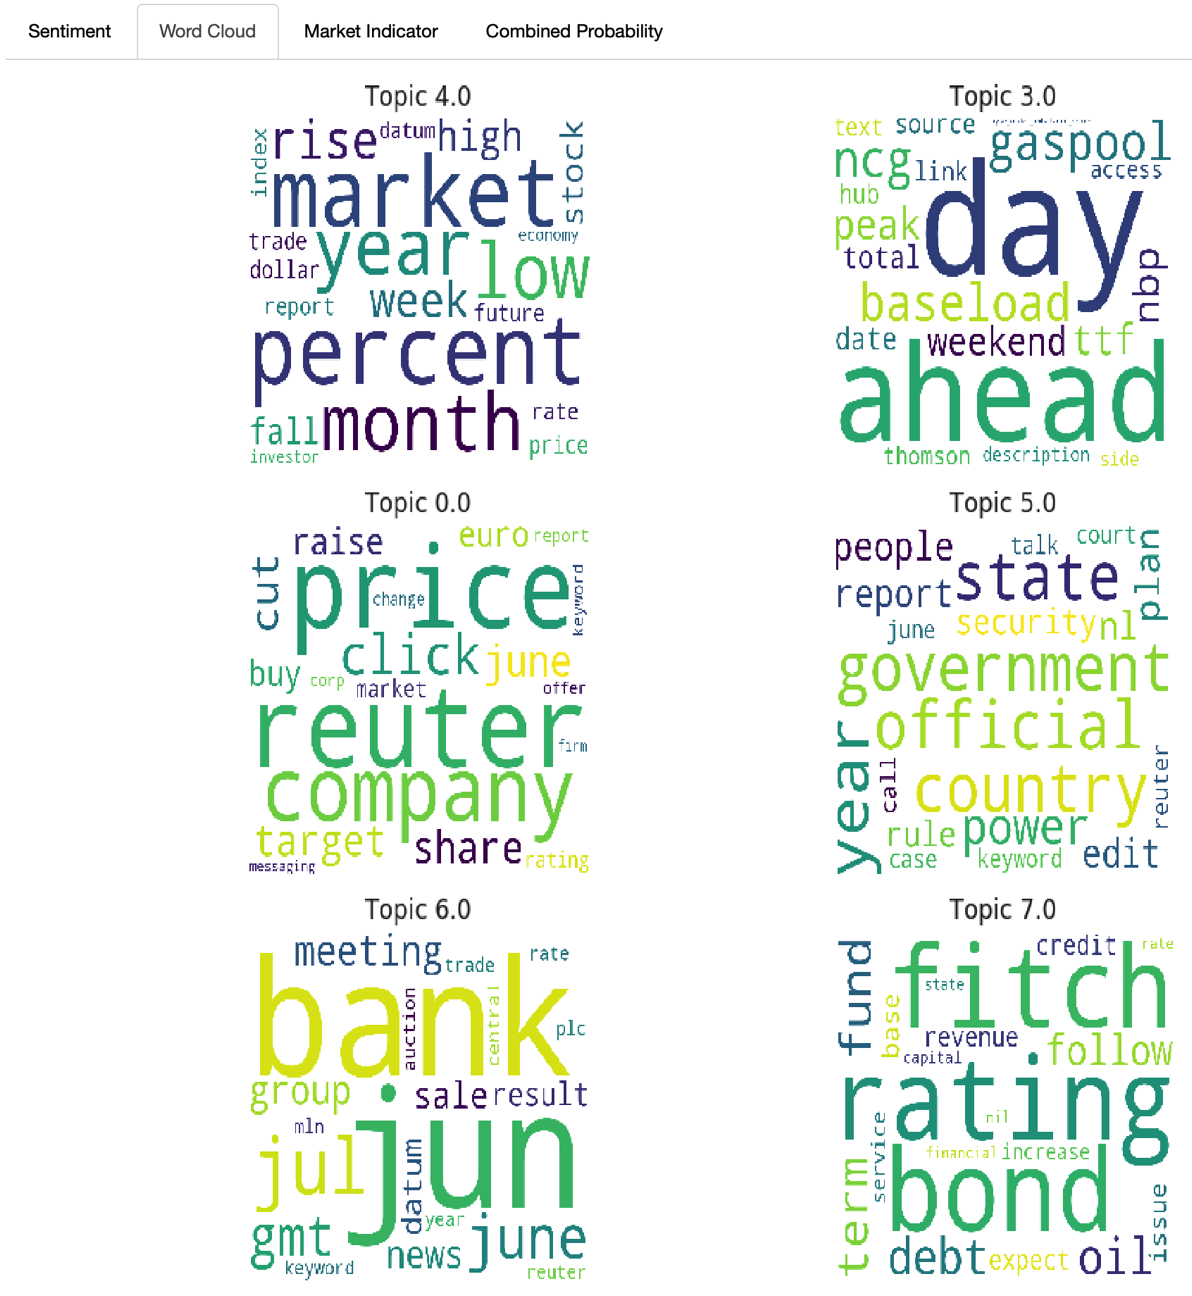 Sentiment Word Cloud Market Indicator Combined Probability
Topic 4.0
index rise datum high stock
market
trade year economy
dollar low
report week future
percent
fall month rate
investor price
Topic 3.0
text source gaspool
ncg link access
hub day
peak
total nbp
baseload
date weekend ttf
ahead
thomson description side
Topic 0.0
cut raise euro report
price
change keyword
click june
buy corp market offer
reuter
firm
company
target share rating
messaging
Topic 5.0
people talk court plan
report state
june security nl
government
official
year call country reuter
rule power
case keyword edit
Topic 6.0
meeting trade rate
bank
auction central plc
group sale result
mln
jul jun
datum
gmt year june
keyword news
reuter
Topic 7.0
fund credit rate
fitch
state
base revenue
capital follow
rating
nil
service financial increase
term bond issue
debt expect oil